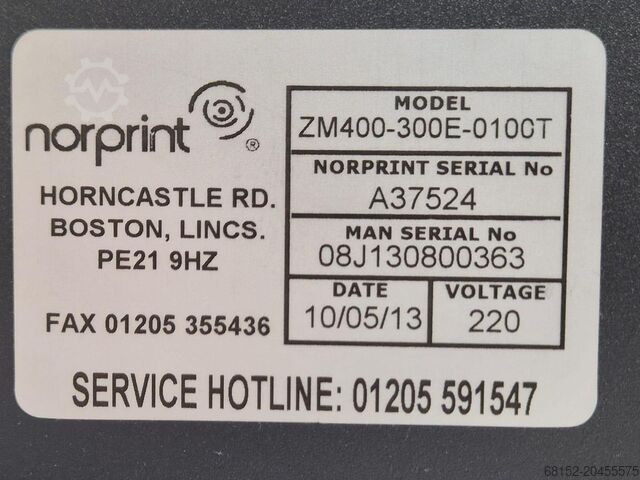 norprint ®
HORNCASTLE RD.
BOSTON, LINCS.
PE21 9HZ
FAX 01205 355436
MODEL
ZM400-300E-0100T
NORPRINT SERIAL No
A37524
MAN SERIAL No
08J130800363
DATE
10/05/13
VOLTAGE
220
SERVICE HOTLINE: 01205 591547
68152-20455575